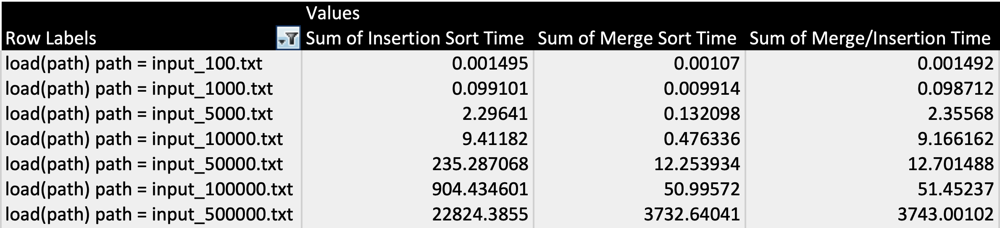 Values
Row Labels Sum of Insertion Sort Time Sum of Merge Sort Time Sum of Merge/Insertion Time
load(path) path = input_100.txt 0.001495 0.00107 0.001492
load(path) path = input_1000.txt 0.099101 0.009914 0.098712
load(path) path = input_5000.txt 2.29641 0.132098 2.35568
load(path) path = input_10000.txt 9.41182 0.476336 9.166162
load(path) path = input_50000.txt 235.287068 12.253934 12.701488
load(path) path = input_100000.txt 904.434601 50.99572 51.45237
load(path) path = input_500000.txt 22824.3855 3732.64041 3743.00102